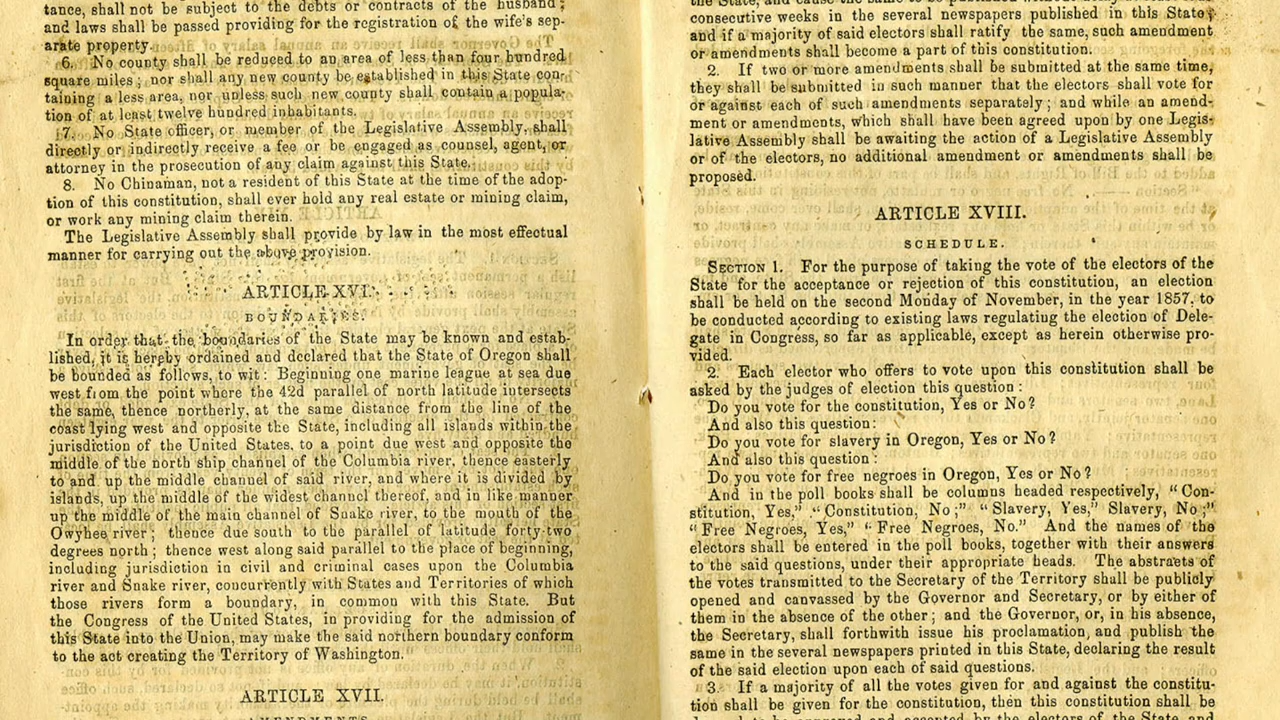 tance, shall not be subject to the debts or contracts of the husband;
and laws shall be passed providing for the registration of the wife's sep-
arate property.
6. No county shall be reduced to an area of less than four hundred
square miles; nor shall any new county be established in this State con-
taining a less area, nor unless such new county shall contain a popula-
tion of at least twelve hundred inhabitants.
7. No State officer, or member of the Legislative Assembly, shall
directly or indirectly receive a fee or be engaged as counsel, agent, or
attorney in the prosecution of any claim against this State.
8. No Chinaman, not a resident of this State at the time of the adop-
tion of this constitution, shall ever hold any real estate or mining claim,
or work any mining claim therein.
The Legislative Assembly shall provide by law in the most effectual
manner for carrying out the above provision.
ARTICLE XVI.
BOUNDARIES.
In order that the boundaries of the State may be known and estab-
lished, it is hereby ordained and declared that the State of Oregon shall
be bounded as follows, to wit: Beginning one marine league at sea due
west from the point where the 42d parallel of north latitude intersects
the same, thence northerly, at the same distance from the line of the
coast lying west and opposite the State, including all islands within the
jurisdiction of the United States, to a point due west and opposite the
middle of the north ship channel of the Columbia river, thence easterly
to and up the middle channel of said river, and where it is divided by
islands, up the middle of the widest channel thereof, and in like manner
up the middle of the main channel of Snake river, to the mouth of the
Owyhee river; thence due south to the parallel of latitude forty-two
degrees north; thence west along said parallel to the place of beginning,
including jurisdiction in civil and criminal cases upon the Columbia
river and Snake river, concurrently with States and Territories of which
those rivers form a boundary, in common with this State. But
the Congress of the United States, in providing for the admission of
this State into the Union, may make the said northern boundary conform
to the act creating the Territory of Washington.
ARTICLE XVII.
AMENDMENTS.
consecutive weeks in the several newspapers published in this State;
and if a majority of said electors shall ratify the same, such amendment
or amendments shall become a part of this constitution.
2. If two or more amendments shall be submitted at the same time,
they shall be submitted in such manner that the electors shall vote for
or against each of such amendments separately; and while an amend-
ment or amendments, which shall have been agreed upon by one Legis-
lative Assembly shall be awaiting the action of a Legislative Assembly
or of the electors, no additional amendment or amendments shall be
proposed.
ARTICLE XVIII.
SCHEDULE.
SECTION 1. For the purpose of taking the vote of the electors of the
State for the acceptance or rejection of this constitution, an election
shall be held on the second Monday of November, in the year 1857, to
be conducted according to existing laws regulating the election of Dele-
gate in Congress, so far as applicable, except as herein otherwise pro-
vided.
2. Each elector who offers to vote upon this constitution shall be
asked by the judges of election this question:
Do you vote for the constitution, Yes or No?
And also this question:
Do you vote for slavery in Oregon, Yes or No?
And also this question:
Do you vote for free negroes in Oregon, Yes or No?
And in the poll books shall be columns headed respectively, "Con-
stitution, Yes," "Constitution, No;" "Slavery, Yes," Slavery, No;"
"Free Negroes, Yes," "Free Negroes, No." And the names of the
electors shall be entered in the poll books, together with their answers
to the said questions, under their appropriate heads. The abstracts of
the votes transmitted to the Secretary of the Territory shall be publicly
opened and canvassed by the Governor and Secretary, or by either of
them in the absence of the other; and the Governor, or, in his absence,
the Secretary, shall forthwith issue his proclamation, and publish the
same in the several newspapers printed in this State, declaring the result
of the said election upon each of said questions.
3. If a majority of all the votes given for and against the constitu-
tion shall be given for the constitution, then this constitution shall be